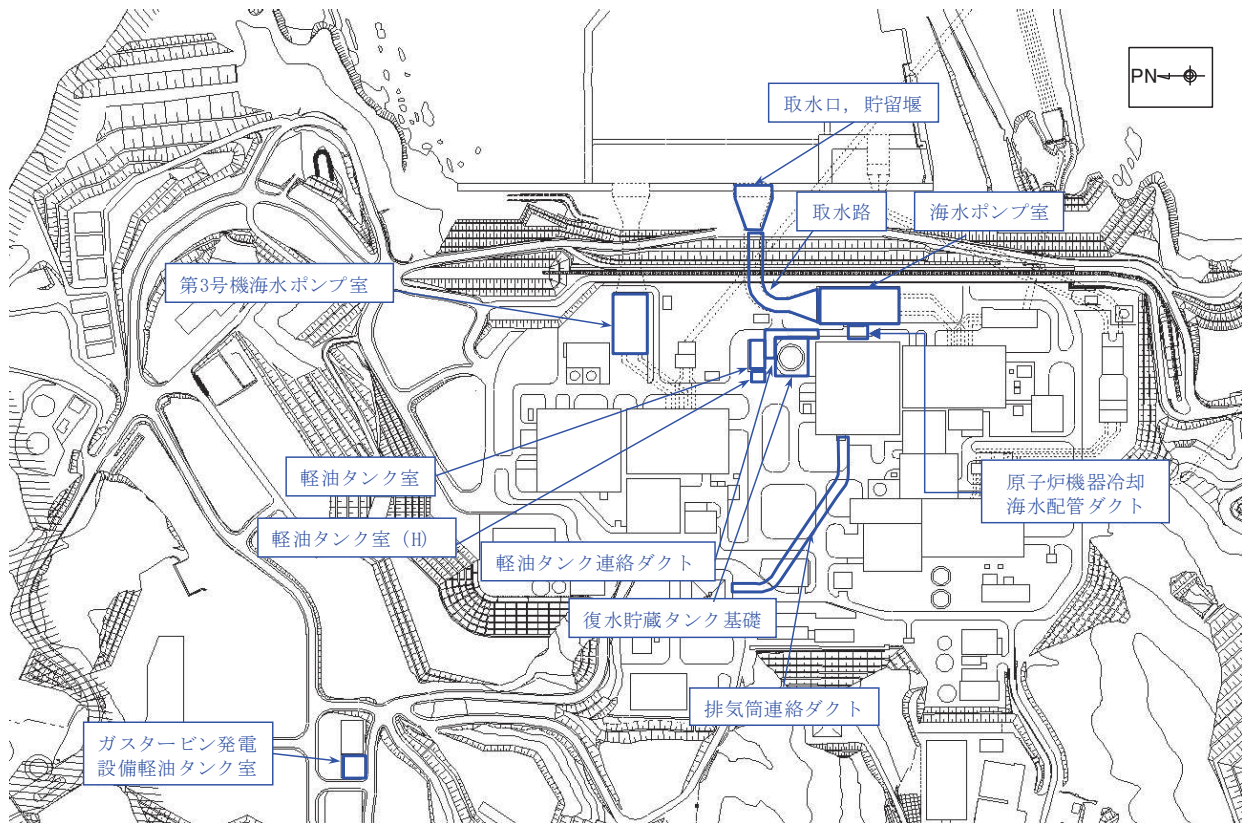 PN
取水口，貯留堰
取水路
海水ポンプ室
第3号機海水ポンプ室
軽油タンク室
原子炉機器冷却
海水配管ダクト
軽油タンク室（H）
軽油タンク連絡ダクト
復水貯蔵タンク基礎
排気筒連絡ダクト
ガスタービン発電
設備軽油タンク室